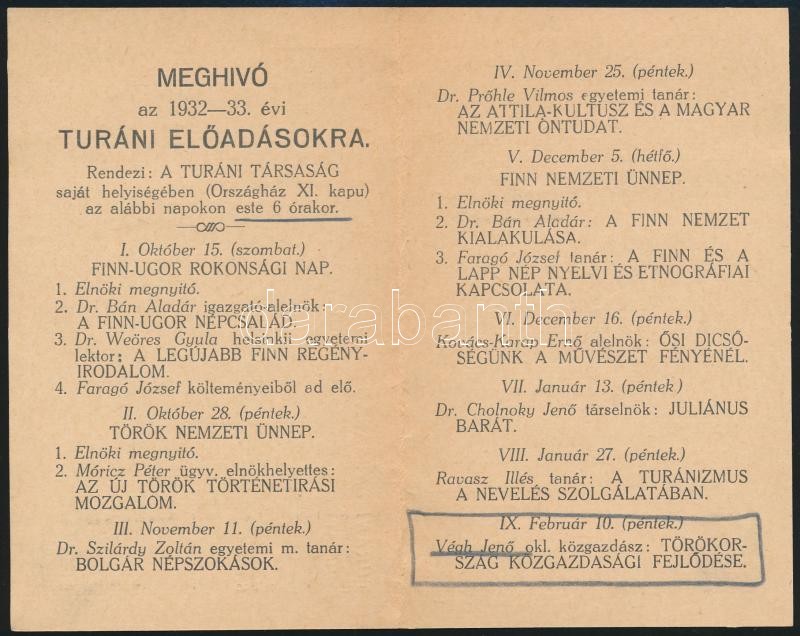 MEGHIVÓ
az 1932—33. évi
TURÁNI ELŐADÁSOKRA.
Rendezi: A TURÁNI TÁRSASÁG
saját helyiségében (Országház XI. kapu)
az alábbi napokon este 6 órakor.
I. Október 15. (szombat.)
FINN-UGOR ROKONSÁGI NAP.
1. Elnöki megnyitó.
2. Dr. Bán Aladár igazgató-alelnök:
A FINN-UGOR NÉPCSALÁD.
3. Dr. Weöres Gyula helsinkii egyetemi
lektor: A LEGÚJABB FINN REGÉNY-
IRODALOM.
4. Faragó József költeményeiből ad elő.
II. Október 28. (péntek.)
TÖRÖK NEMZETI ÜNNEP.
1. Elnöki megnyitó.
2. Móricz Péter ügyv. elnökhelyettes:
AZ ÚJ TÖRÖK TÖRTÉNETIRÁSI
MOZGALOM.
III. November 11. (péntek.)
Dr. Szilárdy Zoltán egyetemi m. tanár:
BOLGÁR NÉPSZOKÁSOK.
IV. November 25. (péntek.)
Dr. Prőhle Vilmos egyetemi tanár:
AZ ATTILA-KULTUSZ ÉS A MAGYAR
NEMZETI ÖNTUDAT.
V. December 5. (hétfő.)
FINN NEMZETI ÜNNEP.
1. Elnöki megnyitó.
2. Dr. Bán Aladár: A FINN NEMZET
KIALAKULÁSA.
3. Faragó József tanár: A FINN ÉS A
LAPP NÉP NYELVI ÉS ETNOGRÁFIAI
KAPCSOLATA.
VI. December 16. (péntek.)
Kovács-Karap Ernő alelnök: ŐSI DICSŐ-
SÉGÜNK A MŰVÉSZET FÉNYÉNÉL.
VII. Január 13. (péntek)
Dr. Cholnoky Jenő társelnök: JULIÁNUS
BARÁT.
VIII. Január 27. (péntek.)
Ravasz Illés tanár: A TURÁNIZMUS
A NEVELÉS SZOLGÁLATÁBAN.
IX. Február 10. (péntek.)
Végh Jenő okl. közgazdász: TÖRÖKOR-
SZÁG KÖZGAZDASÁGI FEJLŐDÉSE.
darabanth.com